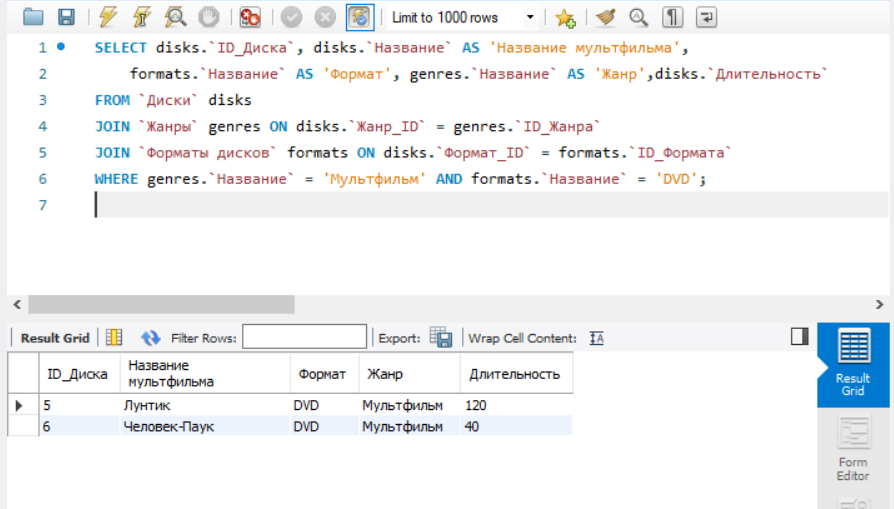 Limit to 1000 rows
1 SELECT disks.`ID_Диска`, disks.`Название` AS 'Название мультфильма',
2 formats.`Название` AS 'Формат', genres.`Название` AS 'Жанр',disks.`Длительность`
3 FROM `Диски` disks
4 JOIN `Жанры` genres ON disks.`Жанр_ID` = genres.`ID_Жанра`
5 JOIN `Форматы дисков` formats ON disks.`Формат_ID` = formats.`ID_Формата`
6 WHERE genres.`Название` = 'Мультфильм' AND formats.`Название` = 'DVD';
7
Result Grid Filter Rows: Export: Wrap Cell Content: IA
ID_Диска Название мультфильма Формат Жанр Длительность
5 Лунтик DVD Мультфильм 120
6 Человек-Паук DVD Мультфильм 40
Result
Grid
Form
Editor